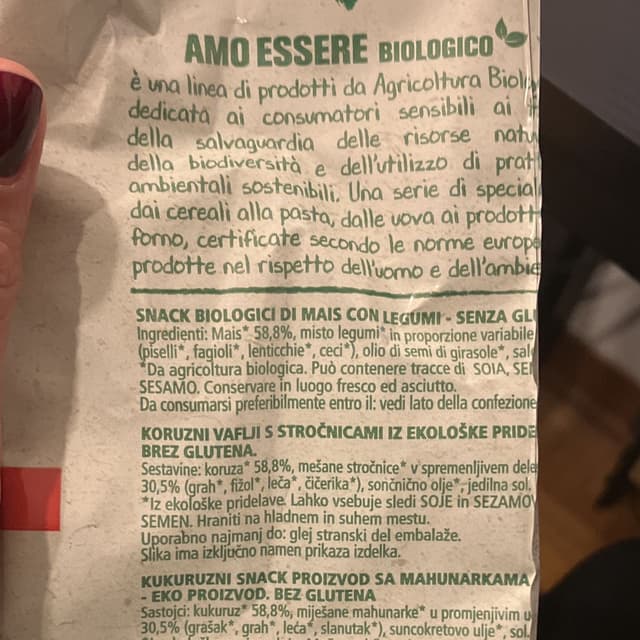 AMO ESSERE BIOLOGICO
è una linea di prodotti da Agricoltura
dedicata ai consumatori sensibili ai
della salvaguardia delle risorse
della biodiversità e dell'utilizzo di
ambientali sostenibili. Una serie di
dai cereali alla pasta, dalle uova ai
forno, certificate secondo le norme
prodotte nel rispetto dell'uomo e
SNACK BIOLOGICI DI MAIS CON LEGUMI - SENZA
Ingredienti: Mais* 58,8%, misto legumi* in proporzione variabile
(piselli*, fagioli*, lenticchie*, ceci*), olio di semi di girasole*,
*Da agricoltura biologica. Può contenere tracce di SOIA,
SESAMO. Conservare in luogo fresco ed asciutto.
Da consumarsi preferibilmente entro il: vedi lato della confezione
KORUZNI VAFLJI S STROČNICAMI IZ EKOLOŠKE
BREZ GLUTENA.
Sestavine: koruza* 58,8%, mešane stročnice* v spremenljivem
30,5% (grah*, fižol*, leča*, čičerika*), sončnično olje*, jedilna sol.
*Iz ekološke pridelave. Lahko vsebuje sledi SOJE in
SEMEN. Hraniti na hladnem in suhem mestu.
Uporabno najmanj do: glej stranski del embalaže.
Slika ima izključno namen prikaza izdelka.
KUKURUZNI SNACK PROIZVOD SA MAHUNARKAMA
- EKO PROIZVOD. BEZ GLUTENA
Sastojci: kukuruz* 58,8%, miješane mahunarke* u promjenjivim
30,5% (grašak*, grah*, leća*, slanutak*), suncokretovo ulje*, sol.